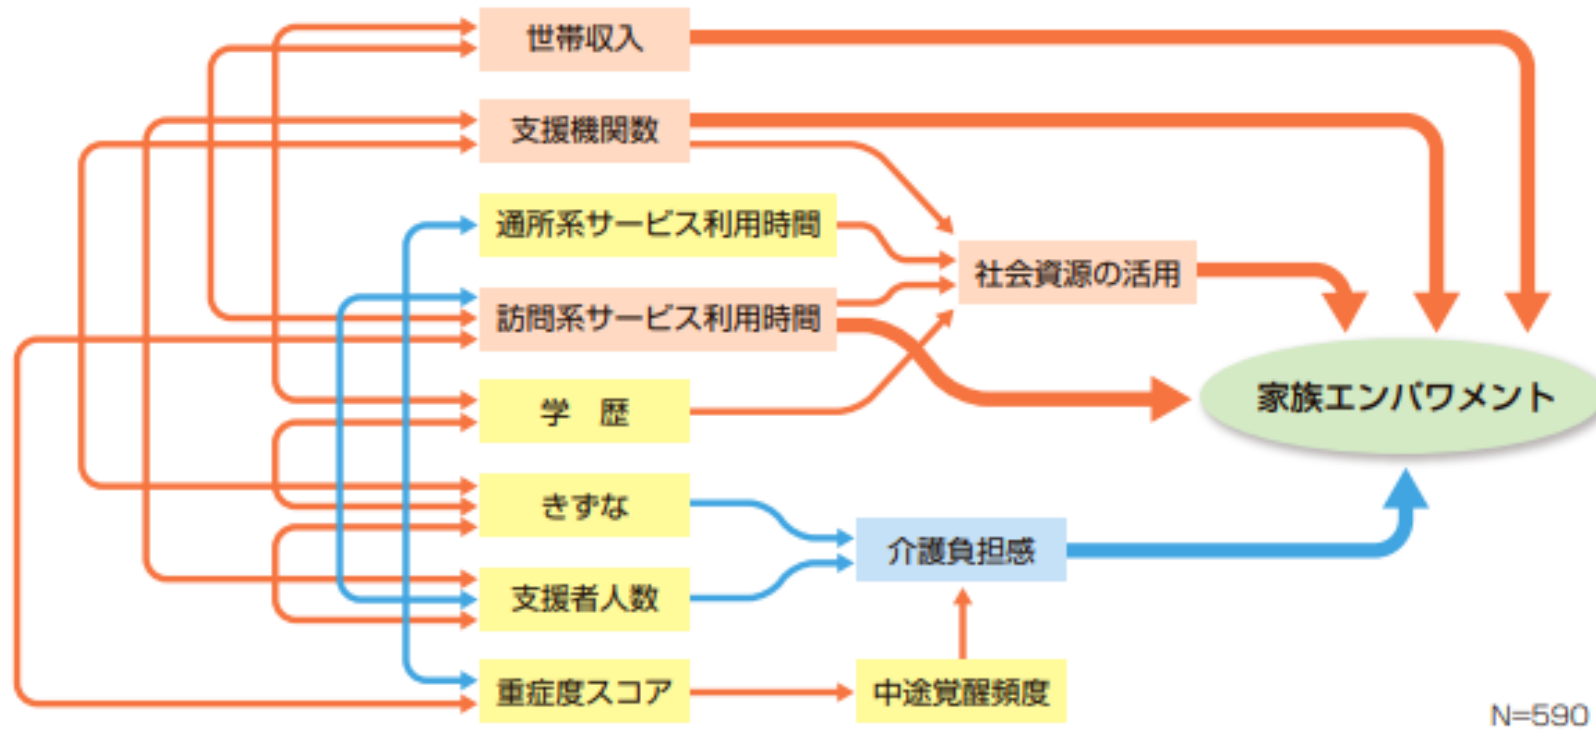 世帯収入
支援機関数
通所系サービス利用時間
社会資源の活用
訪問系サービス利用時間
家族エンパワメント
学　歴
きずな
介護負担感
支援者人数
重症度スコア
中途覚醒頻度
N=590